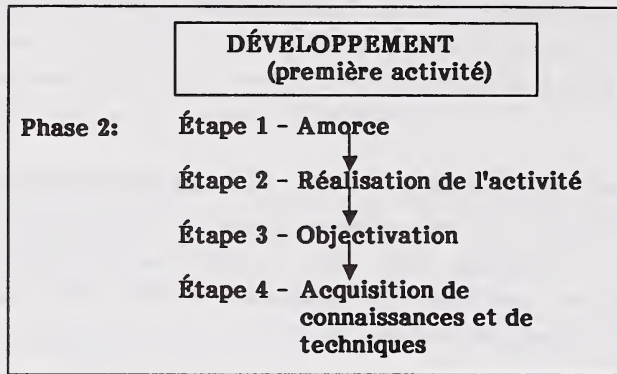 DÉVELOPPEMENT
(première activité)
Phase 2: Étape 1 - Amorce
Étape 2 - Réalisation de l'activité
Étape 3 - Objectivation
Étape 4 - Acquisition de
connaissances et de
techniques